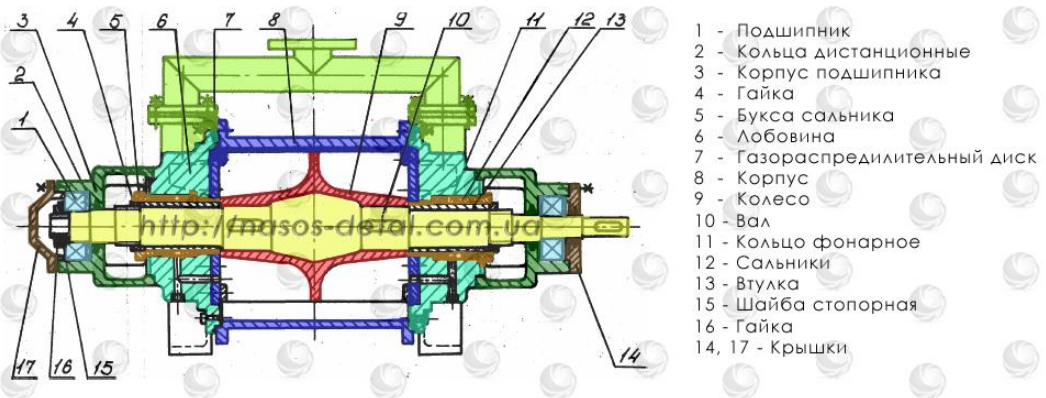 3 4 5 6 7 8 9 10 11 12 13
2
1
1 - Подшипник
2 - Кольца дистанционные
3 - Корпус подшипника
4 - Гайка
5 - Букса сальника
6 - Лобовина
7 - Газораспредилительный диск
8 - Корпус
9 - Колесо
10 - Вал
11 - Кольцо фонарное
12 - Сальники
13 - Втулка
15 - Шайба стопорная
16 - Гайка
14, 17 - Крышки
http://nasos-detal.com.ua
17 16 15 14